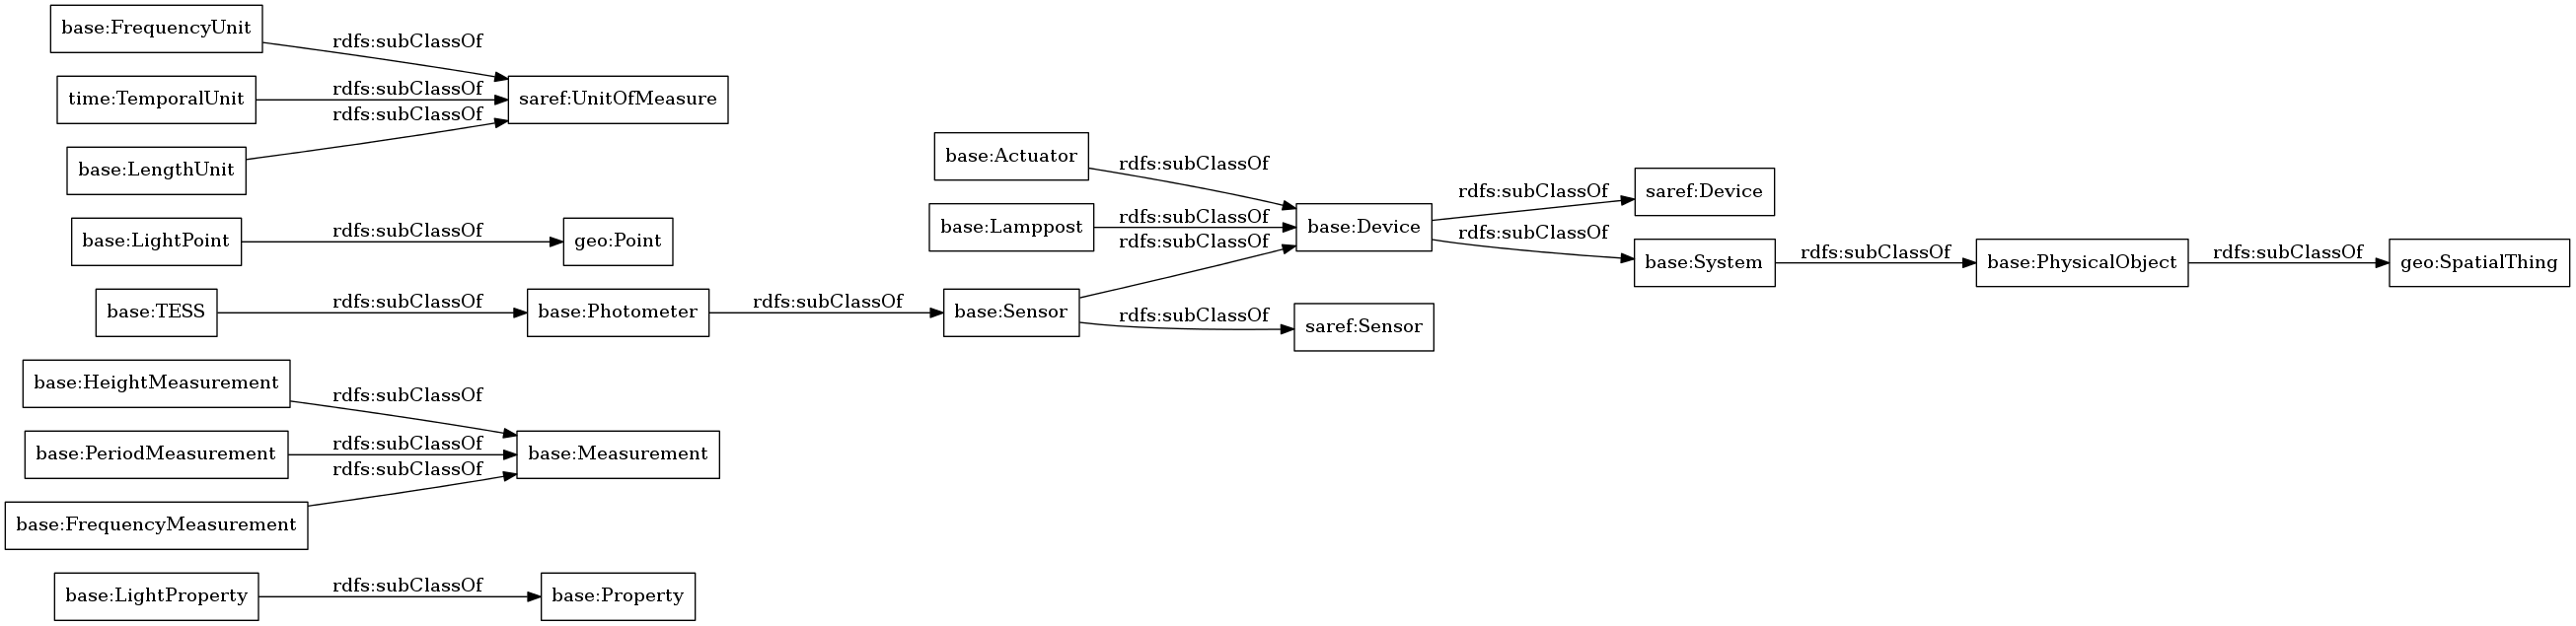 base:FrequencyUnit
rdfs:subClassOf
time:TemporalUnit
rdfs:subClassOf
saref:UnitOfMeasure
rdfs:subClassOf
base:LengthUnit
base:Actuator
rdfs:subClassOf
base:Lamppost
rdfs:subClassOf
base:Device
rdfs:subClassOf
rdfs:subClassOf
saref:Device
rdfs:subClassOf
base:System
rdfs:subClassOf
base:PhysicalObject
rdfs:subClassOf
geo:SpatialThing
base:LightPoint
rdfs:subClassOf
geo:Point
base:TESS
rdfs:subClassOf
base:Photometer
rdfs:subClassOf
base:Sensor
rdfs:subClassOf
saref:Sensor
base:HeightMeasurement
rdfs:subClassOf
base:PeriodMeasurement
rdfs:subClassOf
base:Measurement
rdfs:subClassOf
base:FrequencyMeasurement
base:LightProperty
rdfs:subClassOf
base:Property